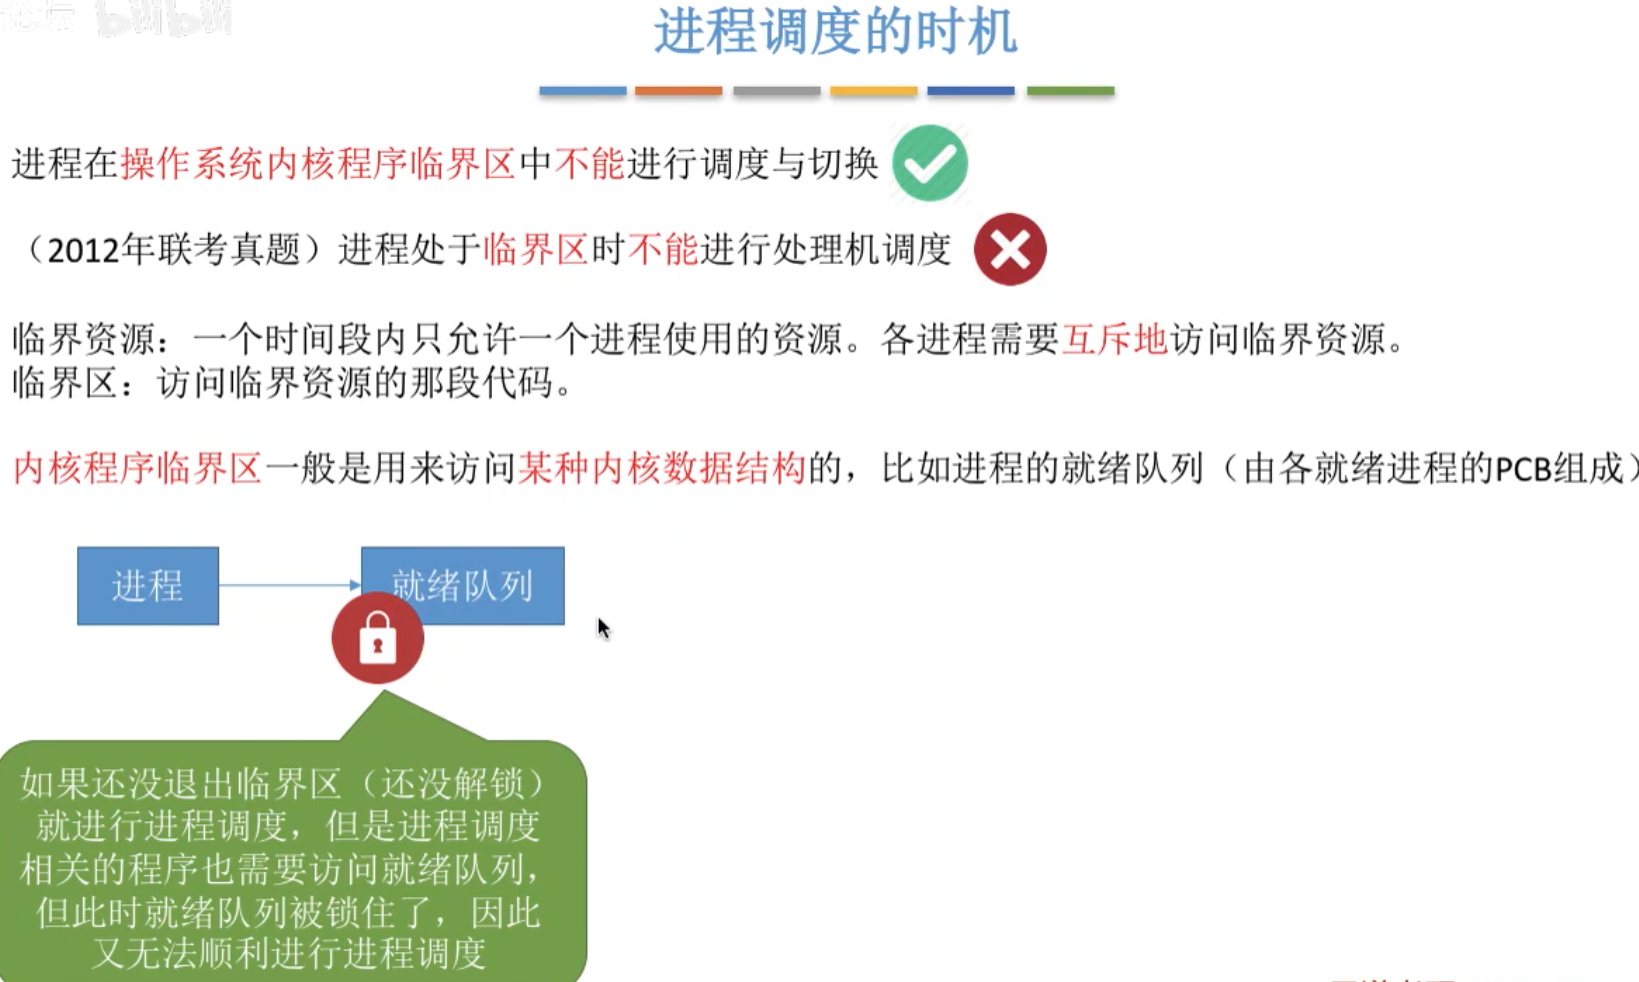 论坛 bilibili
进程调度的时机
进程在操作系统内核程序临界区中不能进行调度与切换
（2012年联考真题）进程处于临界区时不能进行处理机调度
临界资源：一个时间段内只允许一个进程使用的资源。各进程需要互斥地访问临界资源。
临界区：访问临界资源的那段代码。
内核程序临界区一般是用来访问某种内核数据结构的，比如进程的就绪队列（由各就绪进程的PCB组成）
进程
就绪队列
如果还没退出临界区（还没解锁）
就进行进程调度，但是进程调度
相关的程序也需要访问就绪队列，
但此时就绪队列被锁住了，因此
又无法顺利进行进程调度